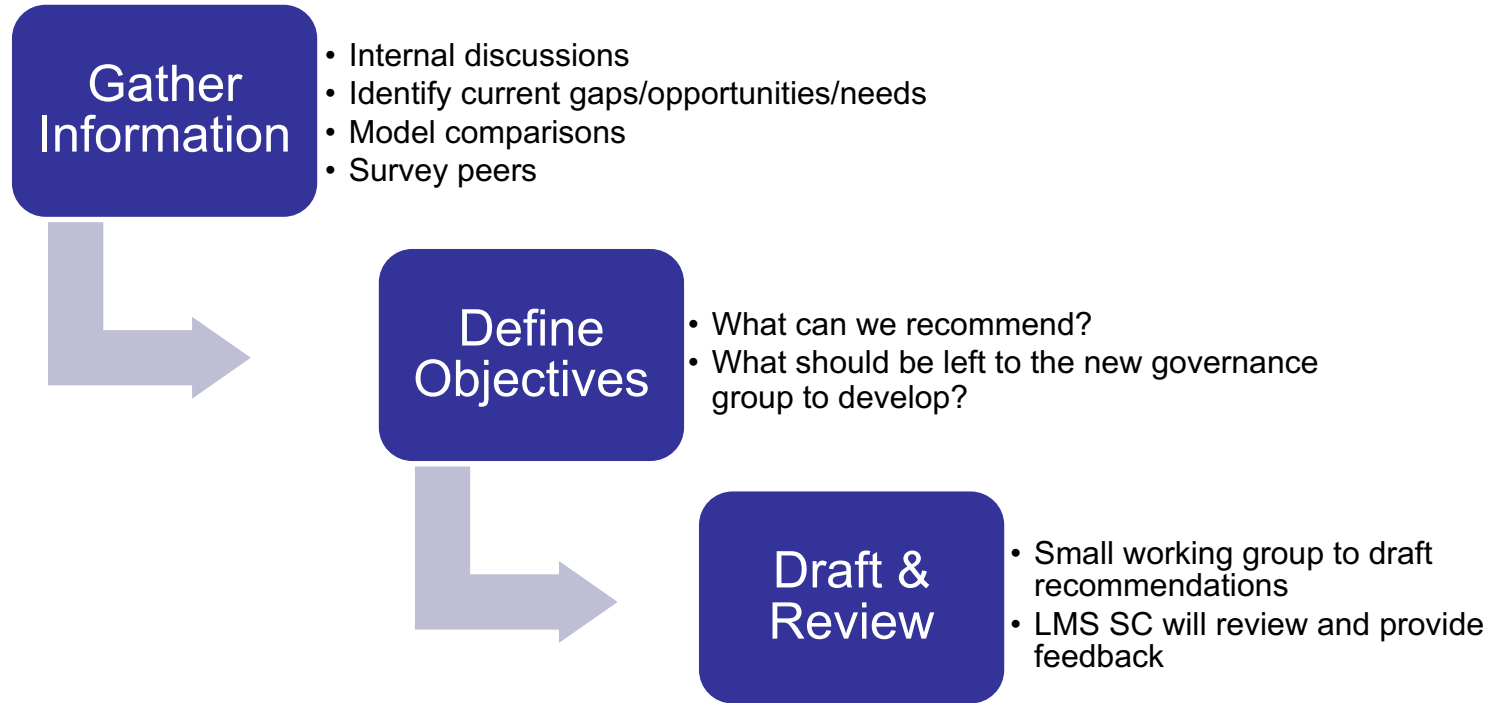 Gather
Information
• Internal discussions
• Identify current gaps/opportunities/needs
• Model comparisons
• Survey peers
Define
Objectives
• What can we recommend?
• What should be left to the new governance
group to develop?
Draft &
Review
• Small working group to draft
recommendations
• LMS SC will review and provide
feedback